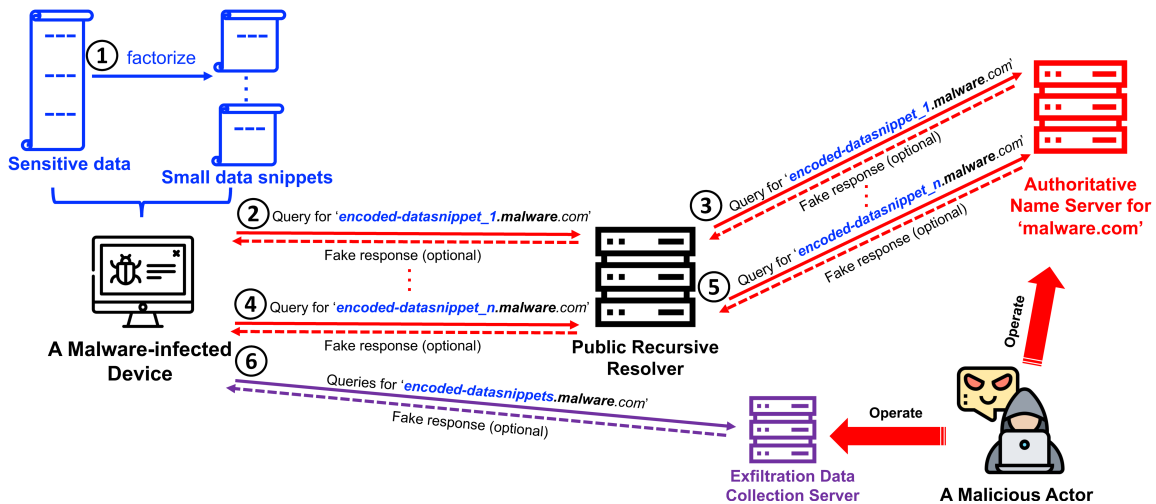 1
factorize
Sensitive data
Small data snippets
2
Query for ‘encoded-datasnippet_1.malware.com’
Fake response (optional)
3
Query for ‘encoded-datasnippet_1.malware.com’
Fake response (optional)
Authoritative
Name Server for
‘malware.com’
4
Query for ‘encoded-datasnippet_n.malware.com’
Fake response (optional)
5
Query for ‘encoded-datasnippet_n.malware.com’
Fake response (optional)
A Malware-infected
Device
Public Recursive
Resolver
6
Queries for ‘encoded-datasnippets.malware.com’
Fake response (optional)
Operate
Operate
Exfiltration Data
Collection Server
A Malicious Actor